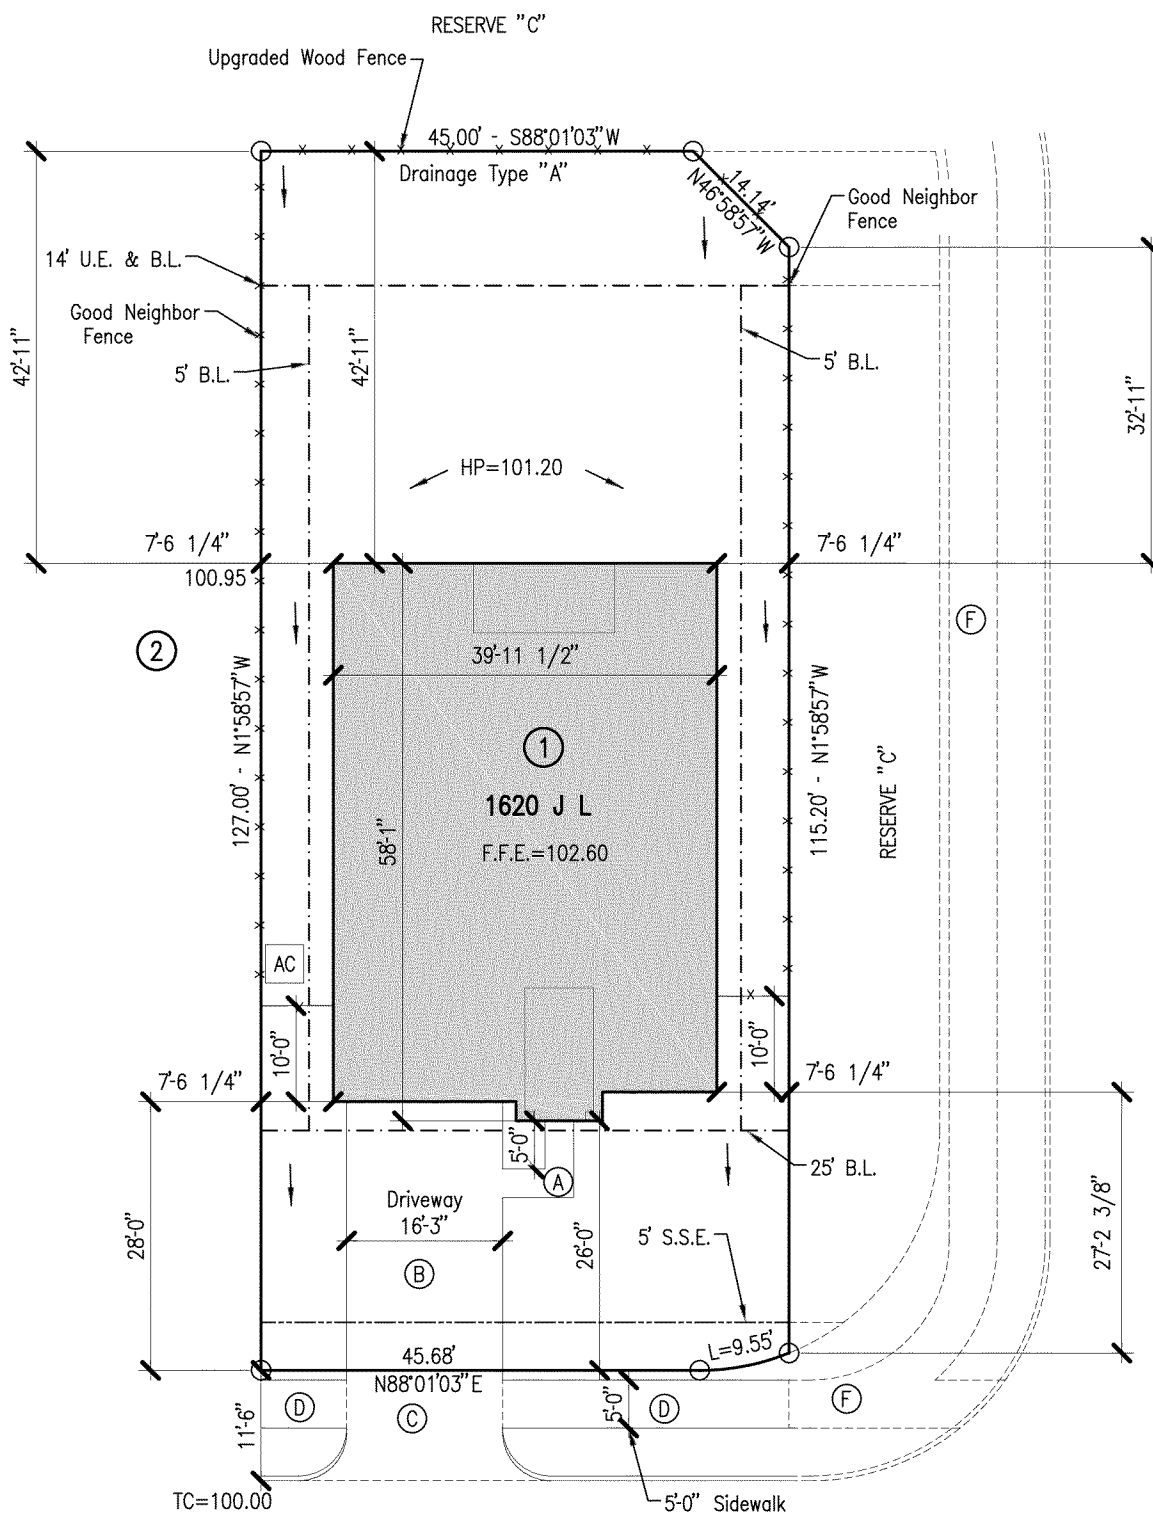 RESERVE "C"
Upgraded Wood Fence
45.00' - S88°01'03"W
Drainage Type "A"
14.14'
N46°58'57"W
Good Neighbor
Fence
14' U.E. & B.L.
Good Neighbor
Fence
5' B.L.
5' B.L.
42'-11"
42'-11"
32'-11"
HP=101.20
7'-6 1/4"
7'-6 1/4"
100.95
2
F
39'-11 1/2"
127.00' - N1°58'57"W
115.20' - N1°58'57"W
1
1620 J L
F.F.E.=102.60
58'-1"
RESERVE "C"
AC
10'-0"
10'-0"
7'-6 1/4"
7'-6 1/4"
5'-0"
A
25' B.L.
Driveway
16'-3"
28'-0"
26'-0"
5' S.S.E.
27'-2 3/8"
B
L=9.55'
45.68'
N88°01'03"E
D
C
5'-0"
D
F
11'-6"
TC=100.00
5'-0" Sidewalk